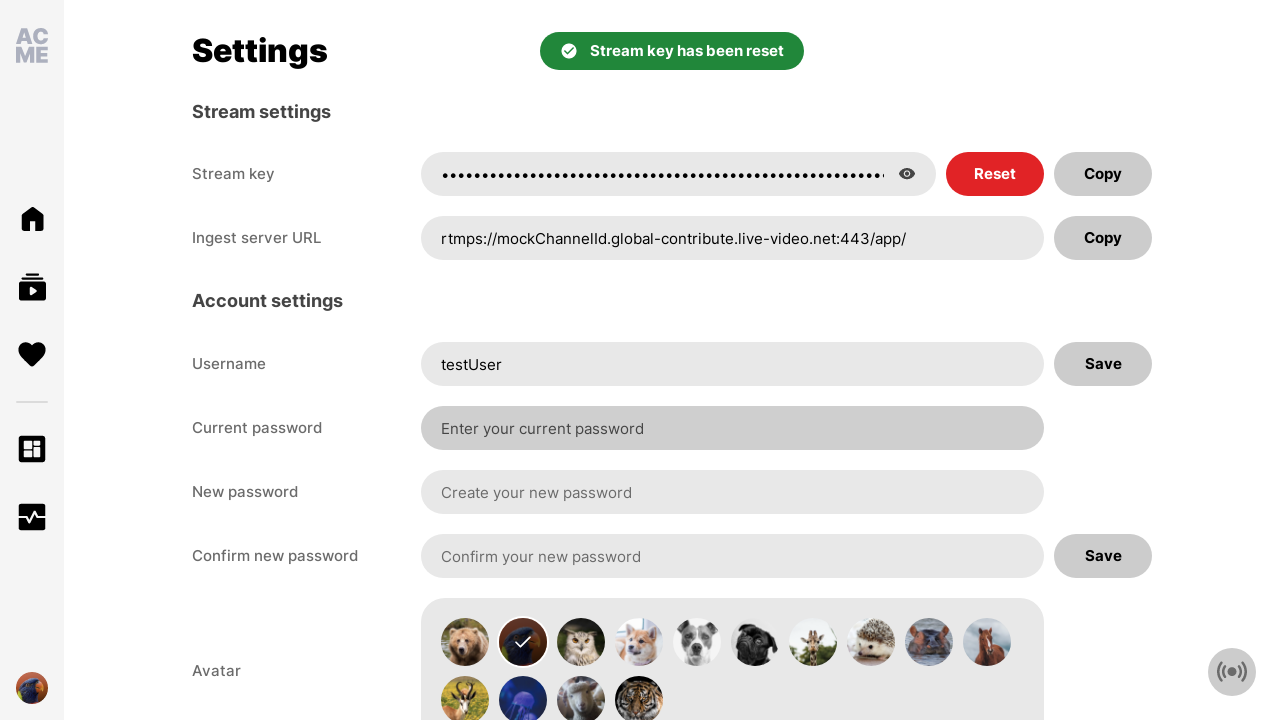 AC
ME
Settings
Stream key has been reset
Stream settings
Stream key
Reset
Copy
Ingest server URL
rtmps://mockChannelId.global-contribute.live-video.net:443/app/
Copy
Account settings
Username
testUser
Save
Current password
Enter your current password
New password
Create your new password
Confirm new password
Confirm your new password
Save
Avatar